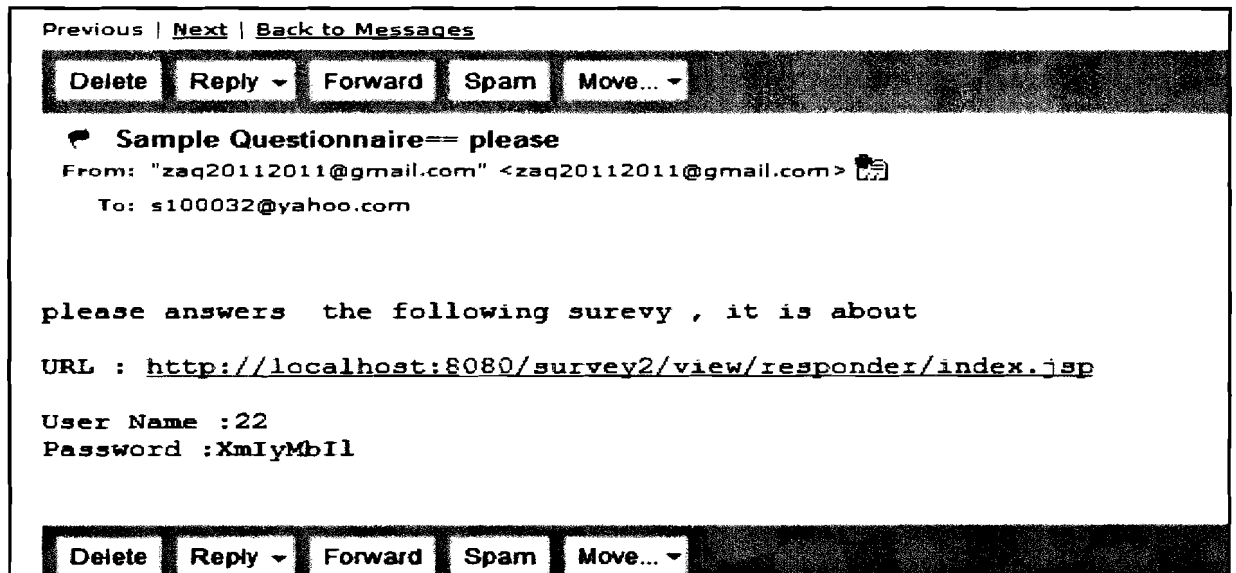 Previous | Next | Back to Messages
Delete Reply Forward Spam Move...
Sample Questionnaire== please
From: "zaq20112011@gmail.com" <zaq20112011@gmail.com>
To: s100032@yahoo.com
please answers the following surevy , it is about
URL : http://localhost:8080/survey2/view/responder/index.jsp
User Name :22
Password :XmIyMbIl
Delete Reply Forward Spam Move...